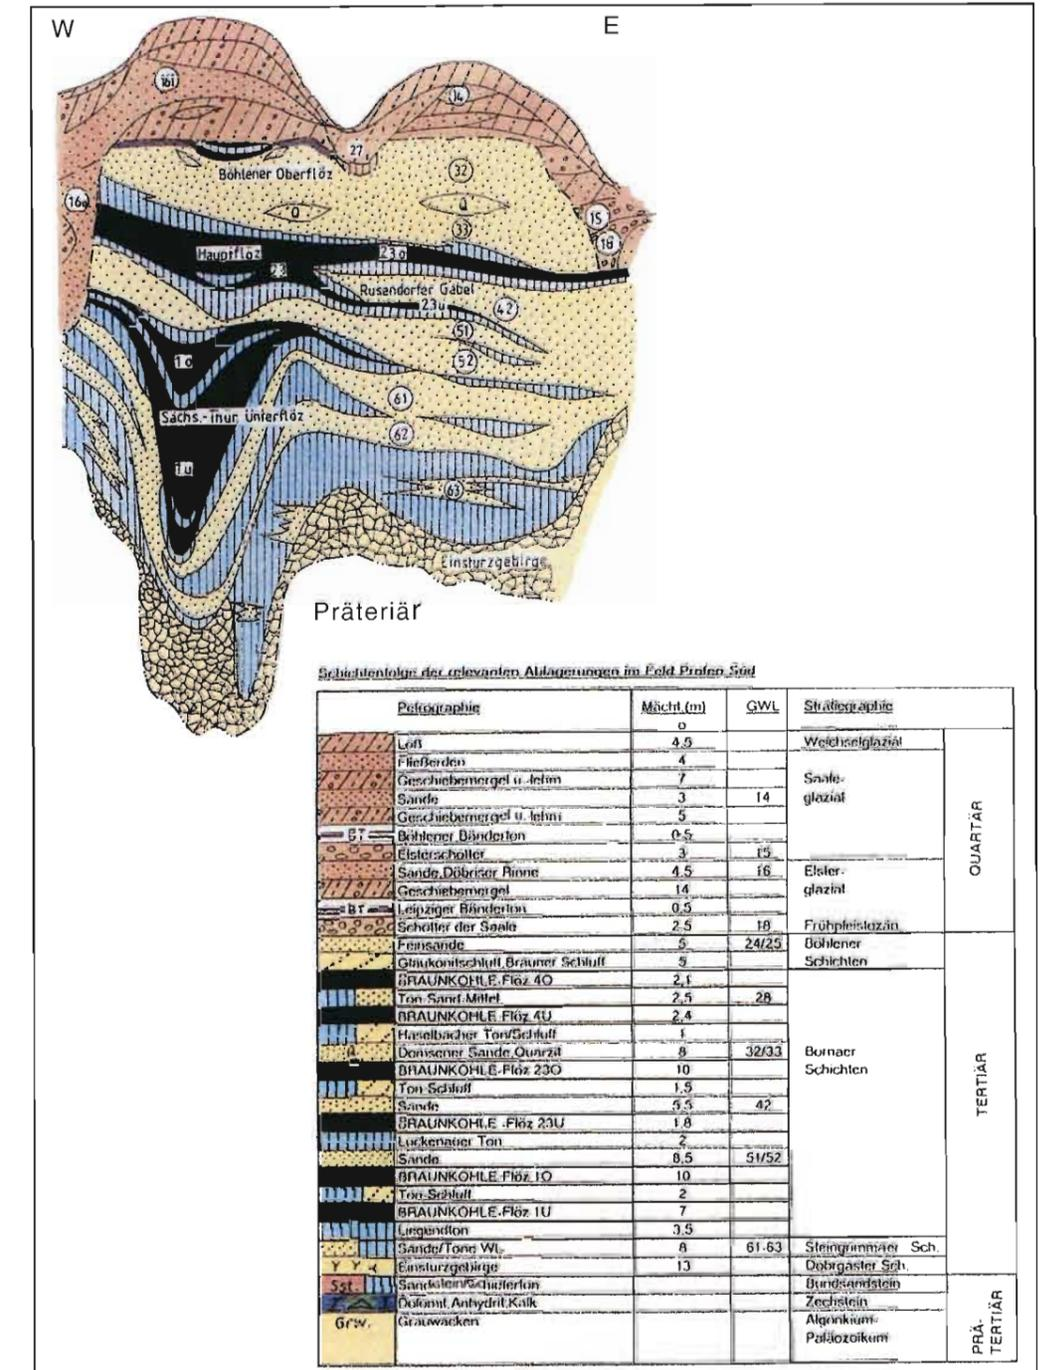 W E
161
14
27
Böhlener Oberflöz
32
16
Q Q
15
33
18
Hauptflöz 23o
23
Rusendorfer Gabel
23u 42
51
1o 52
61
Sächs.-thür. Unterflöz
62
1u
63
Einsturzgebirge
Präteriär
Schichtenfolge der relevanten Ablagerungen im Feld Profen Süd
Petrographie Mächt.(m) GWL Stratiegraphie
o
Löß 4.5 Weichselglazial
Fließerden 4
Geschiebemergel u.-lehm 7 Saale-
Sande 3 14 glazial
Geschiebemergel u. lehm 5
BT Böhlener Bänderton 0.5
Elsterschotter 3 15
Sande, Döbriser Rinne 4.5 16 Elster-
Geschiebemergel 14 glazial
BT Leipziger Bänderton 0.5
Schotter der Saale 2.5 18 Frühpleistozän
QUARTÄR
Feinsande 5 24/25 Böhlener
Glaukonitschluff, Brauner Schluff 5 Schichten
BRAUNKOHLE-Flöz 4O 2,1
Ton-Sand-Mittel 2,5 28
BRAUNKOHLE-Flöz 4U 2,4
Haselbacher Ton/Schluff 1
Q Domsener Sande, Quarzit 8 32/33 Bornaer
BRAUNKOHLE-Flöz 23O 10 Schichten
Ton-Schluff 1,5
Sande 5.5 42
BRAUNKOHLE -Flöz 23U 1.8
Luckenauer Ton 2
Sande 8,5 51/52
BRAUNKOHLE-Flöz 1O 10
Ton-Schluff 2
BRAUNKOHLE-Flöz 1U 7
Liegendton 3.5
Sande/Tone WL 8 61-63 Steingrimmaer Sch.
Y Y Einsturzgebirge 13 Dobrgaster Sch.
TERTIÄR
Sst. Sandstein/Schieferton Bundsandstein
Z Dolomit, Anhydrit, Kalk Zechstein
Grw. Grauwacken Algonkium-
Paläozoikum
PRÄ-
TERTIÄR